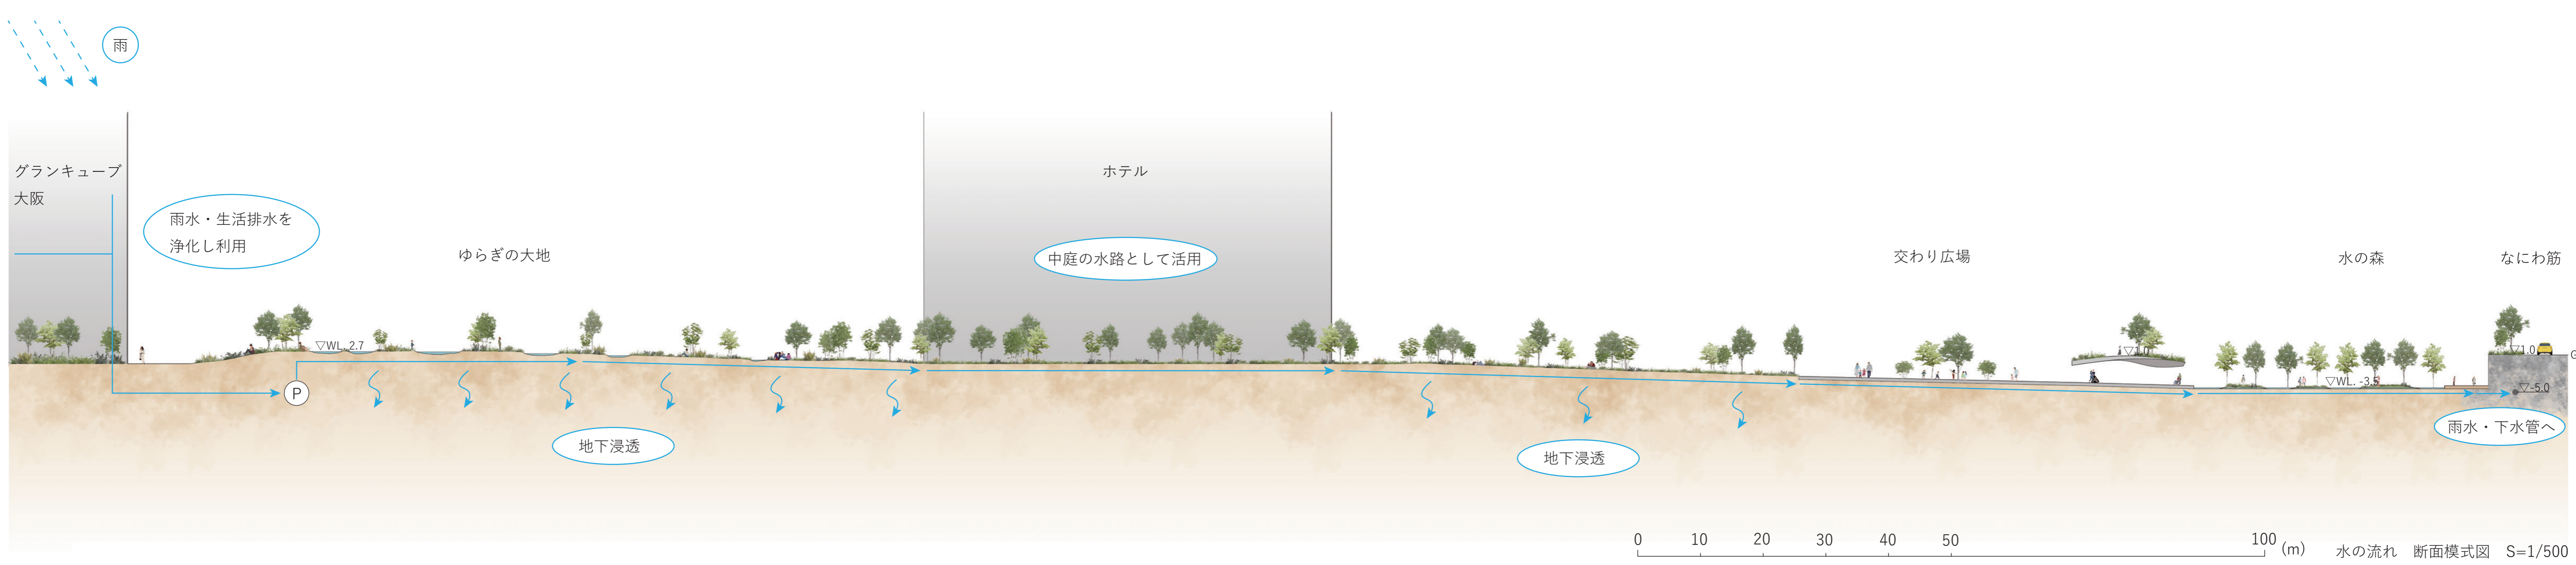 雨
グランキューブ
大阪
雨水・生活排水を
浄化し利用
ゆらぎの大地
ホテル
中庭の水路として活用
交わり広場
水の森
なにわ筋
▽WL. 2.7
▽1.0
▽WL. -3.5
▽-5.0
P
地下浸透
地下浸透
雨水・下水管へ
0 10 20 30 40 50 100 (m)
水の流れ 断面模式図 S=1/500